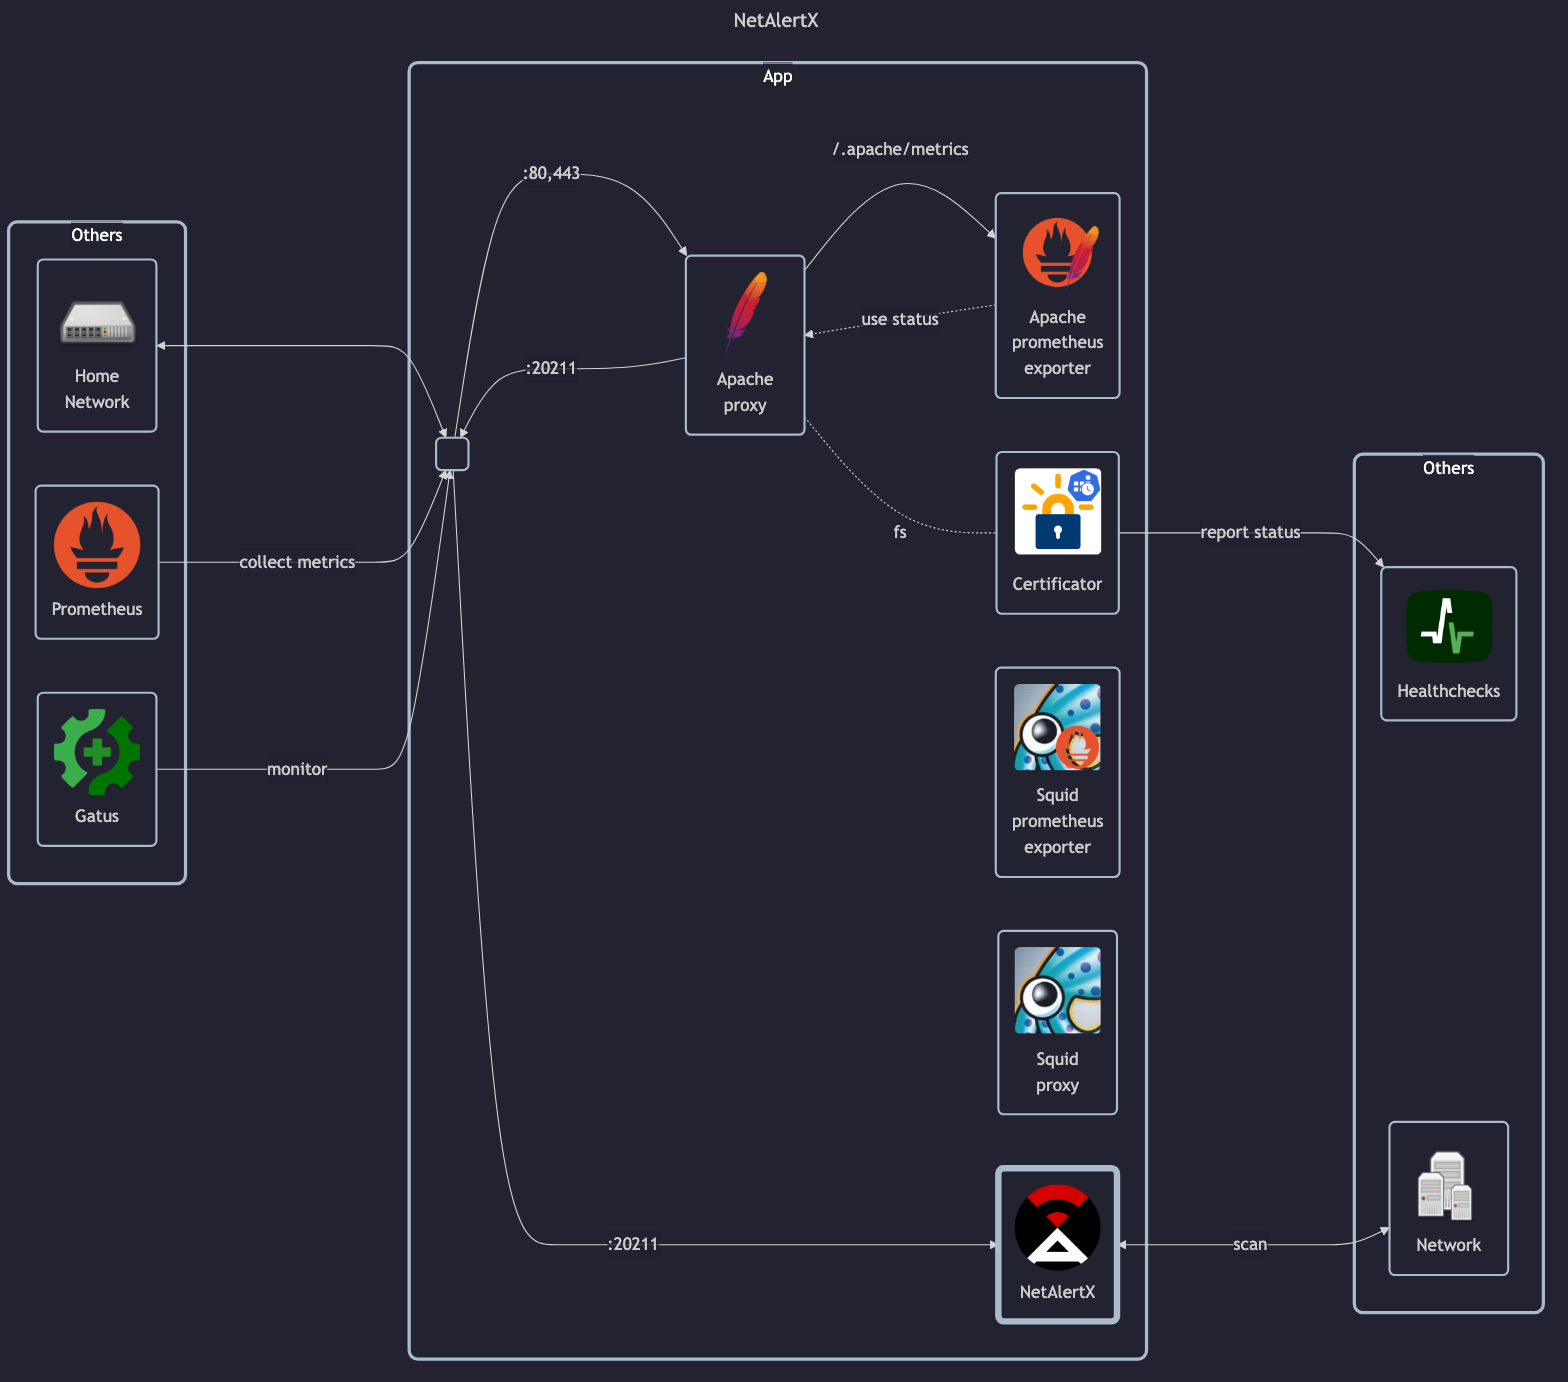 NetAlertX
App
/.apache/metrics
:80,443
Others
Home
Network
Prometheus
Gatus
collect metrics
monitor
:20211
Apache
proxy
use status
fs
Apache
prometheus
exporter
Certificator
Squid
prometheus
exporter
Squid
proxy
:20211
NetAlertX
report status
scan
Others
Healthchecks
Network